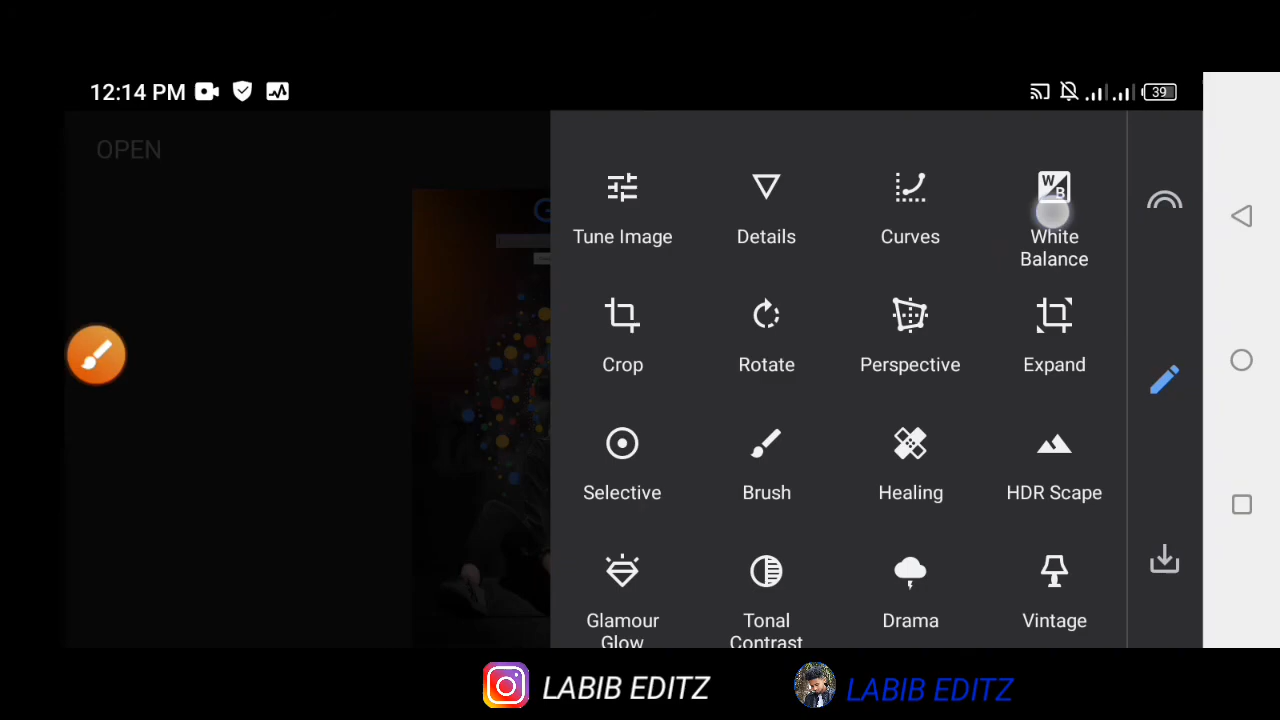 12:14 PM
39
OPEN
G
W
B
Tune Image
Details
Curves
White
Balance
Crop
Rotate
Perspective
Expand
Selective
Brush
Healing
HDR Scape
Glamour
Glow
Tonal
Contrast
Drama
Vintage
LABIB EDITZ
LABIB EDITZ